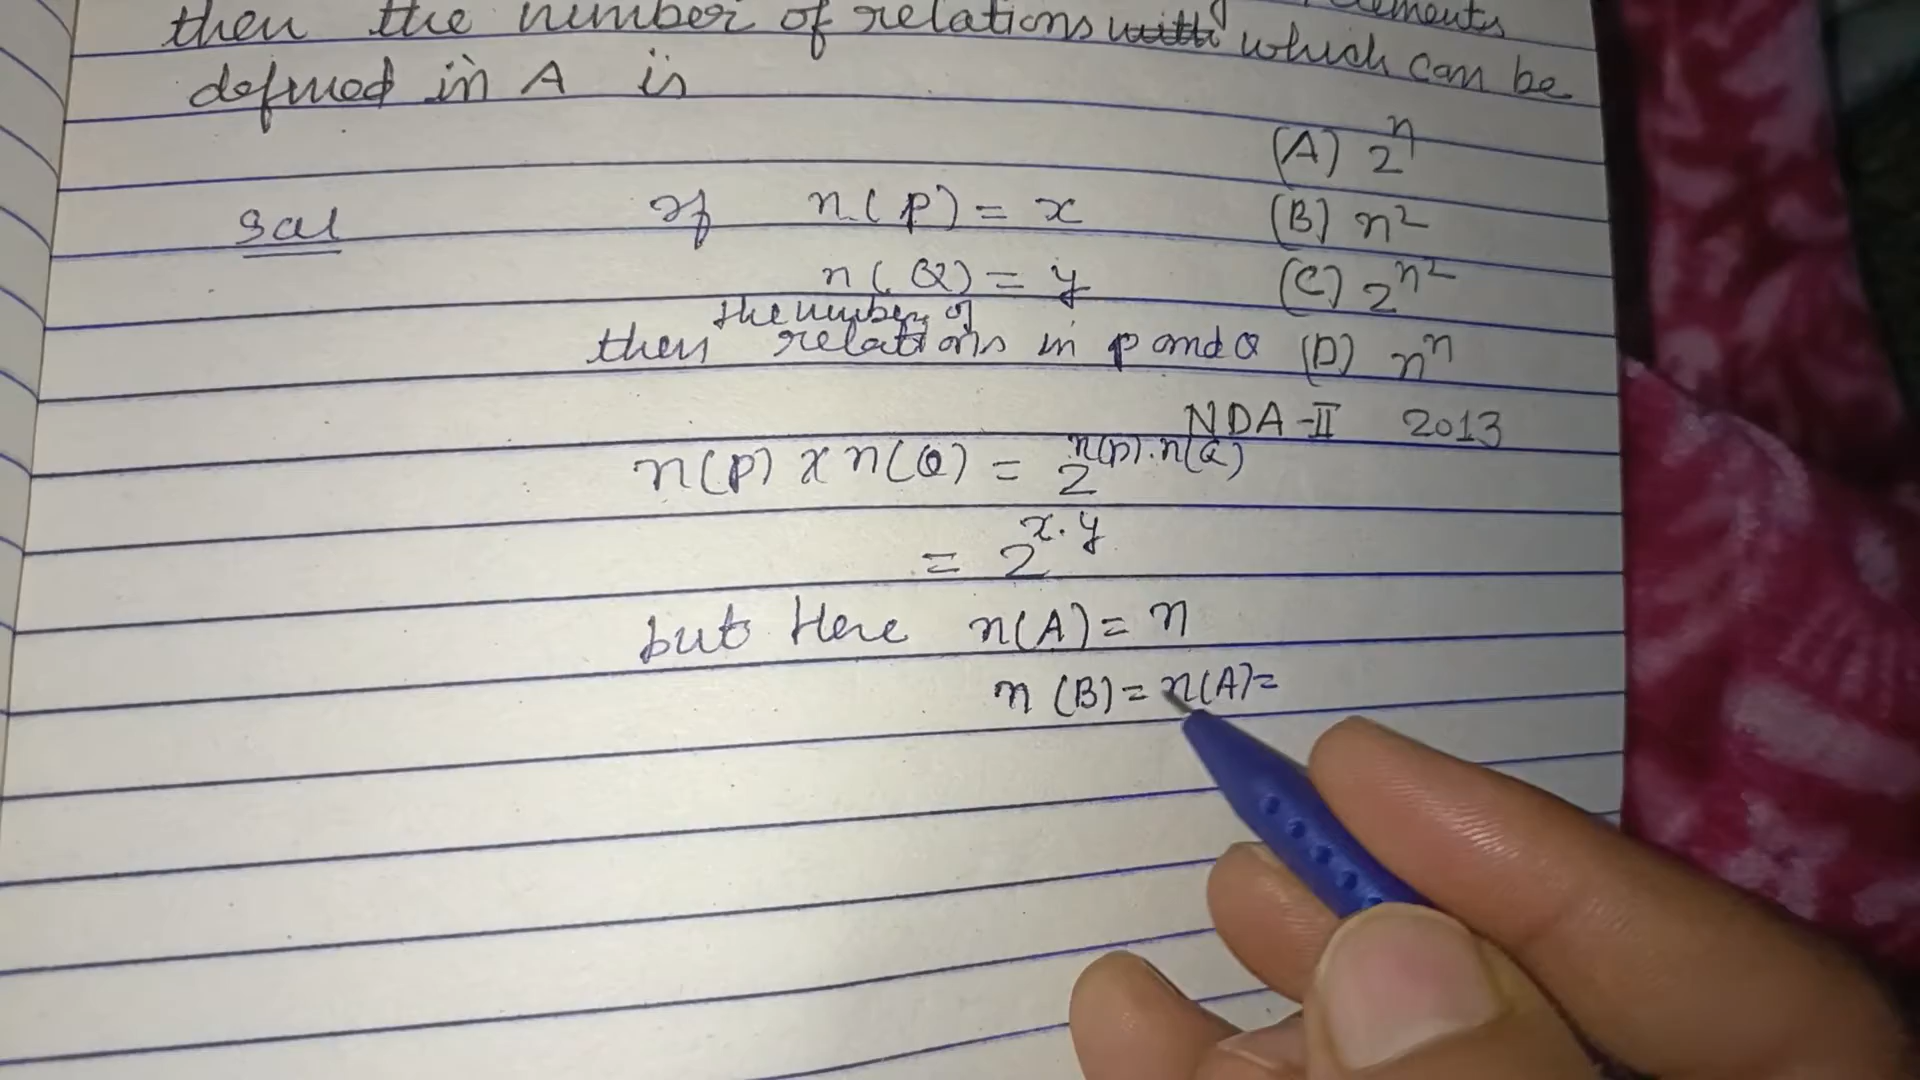 then the number of relations which can be
defined in A is
(A) 2^n
Sol If n(P) = x (B) n^2
n(Q) = y (C) 2^n^2
the number of
then relations in P and Q (D) n^n
NDA-II 2013
n(P) x n(Q) = 2^n(P).n(Q)
= 2^x.y
but Here n(A) = n
n (B) = n(A) =